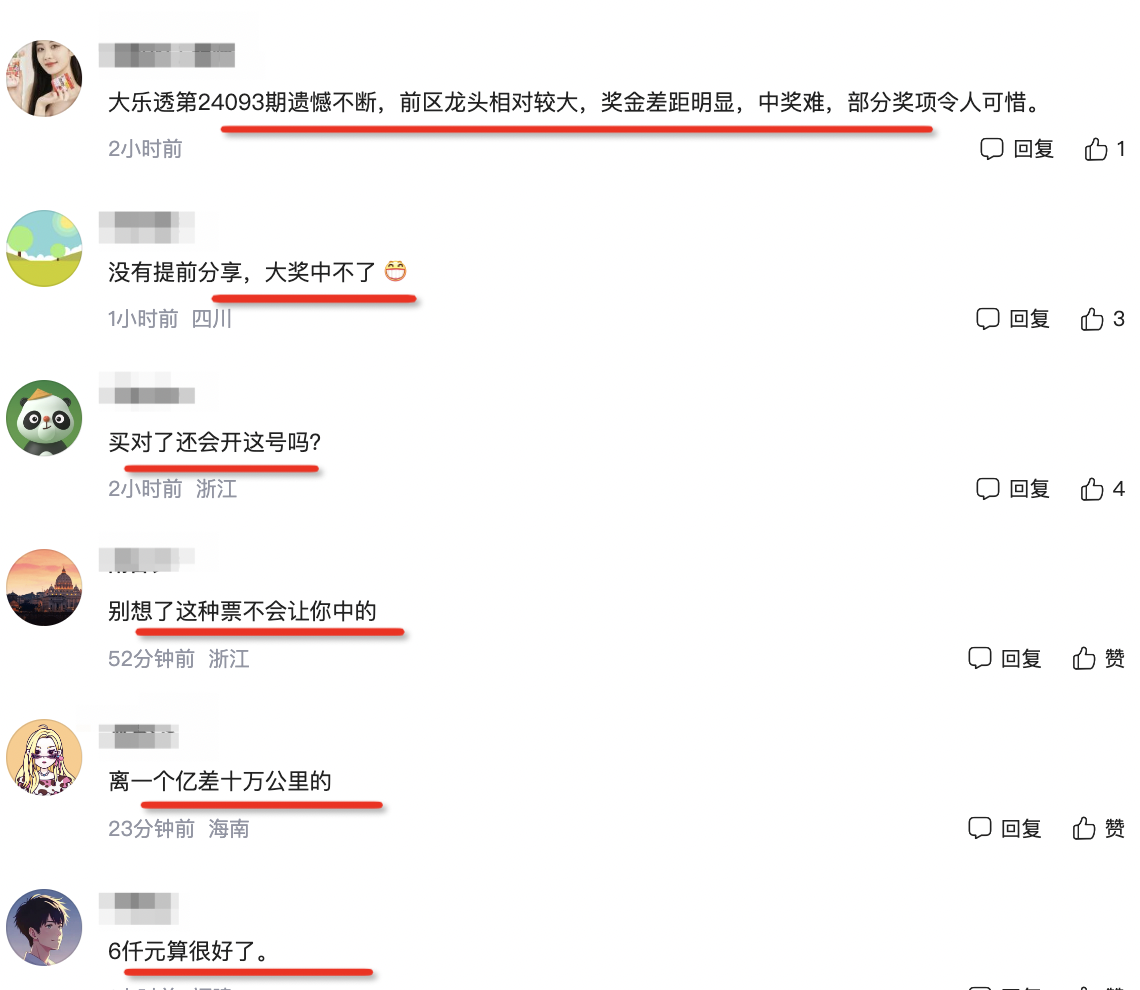 大乐透第24093期遗憾不断，前区龙头相对较大，奖金差距明显，中奖难，部分奖项令人可惜。
2小时前 回复 1
没有提前分享，大奖中不了
1小时前 四川 回复 3
买对了还会开这号吗?
2小时前 浙江 回复 4
别想了这种票不会让你中的
52分钟前 浙江 回复 赞
离一个亿差十万公里的
23分钟前 海南 回复 赞
6仟元算很好了。